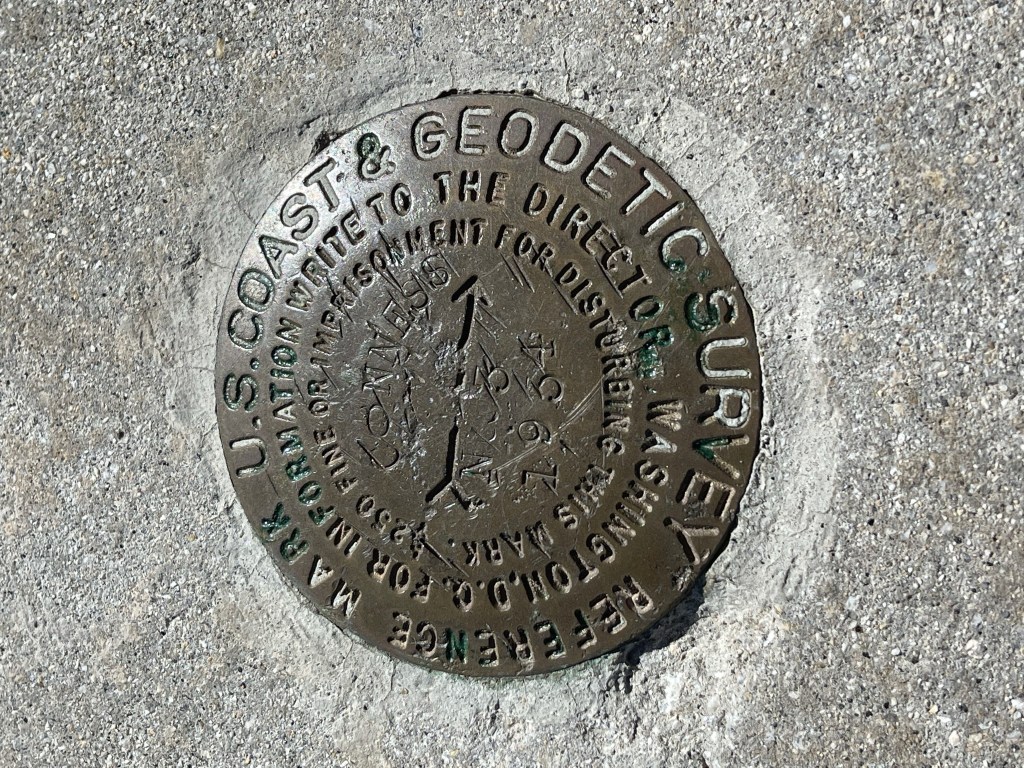 U.S. COAST & GEODETIC SURVEY
REFERENCE MARK
FOR INFORMATION WRITE TO THE DIRECTOR, WASHINGTON, D.C.
$250 FINE OR IMPRISONMENT FOR DISTURBING THIS MARK.
NO 3
1934